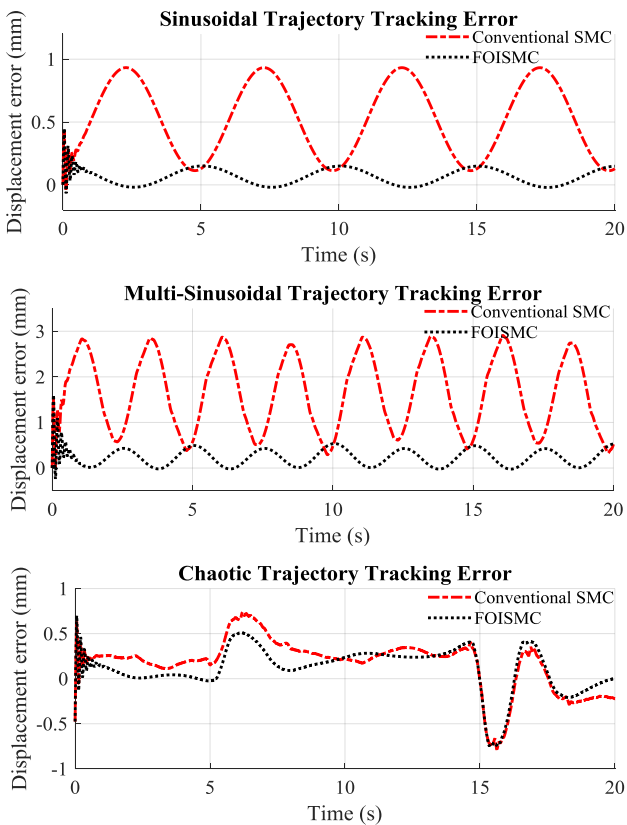 Sinusoidal Trajectory Tracking Error
Conventional SMC
FOISMC
Displacement error (mm)
1
0.5
0
0 5 10 15 20
Time (s)
Multi-Sinusoidal Trajectory Tracking Error
Conventional SMC
FOISMC
Displacement error (mm)
3
2
1
0
0 5 10 15 20
Time (s)
Chaotic Trajectory Tracking Error
Conventional SMC
FOISMC
Displacement error (mm)
1
0.5
0
-0.5
-1
0 5 10 15 20
Time (s)